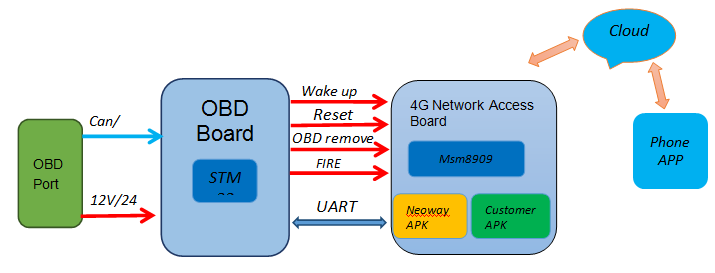 Cloud
Wake up
OBD
Board
4G Network Access
Board
Reset
Can/
OBD remove
Phone
APP
OBD
Port
Msm8909
FIRE
STM
12V/24
UART
Neoway
APK
Customer
APK